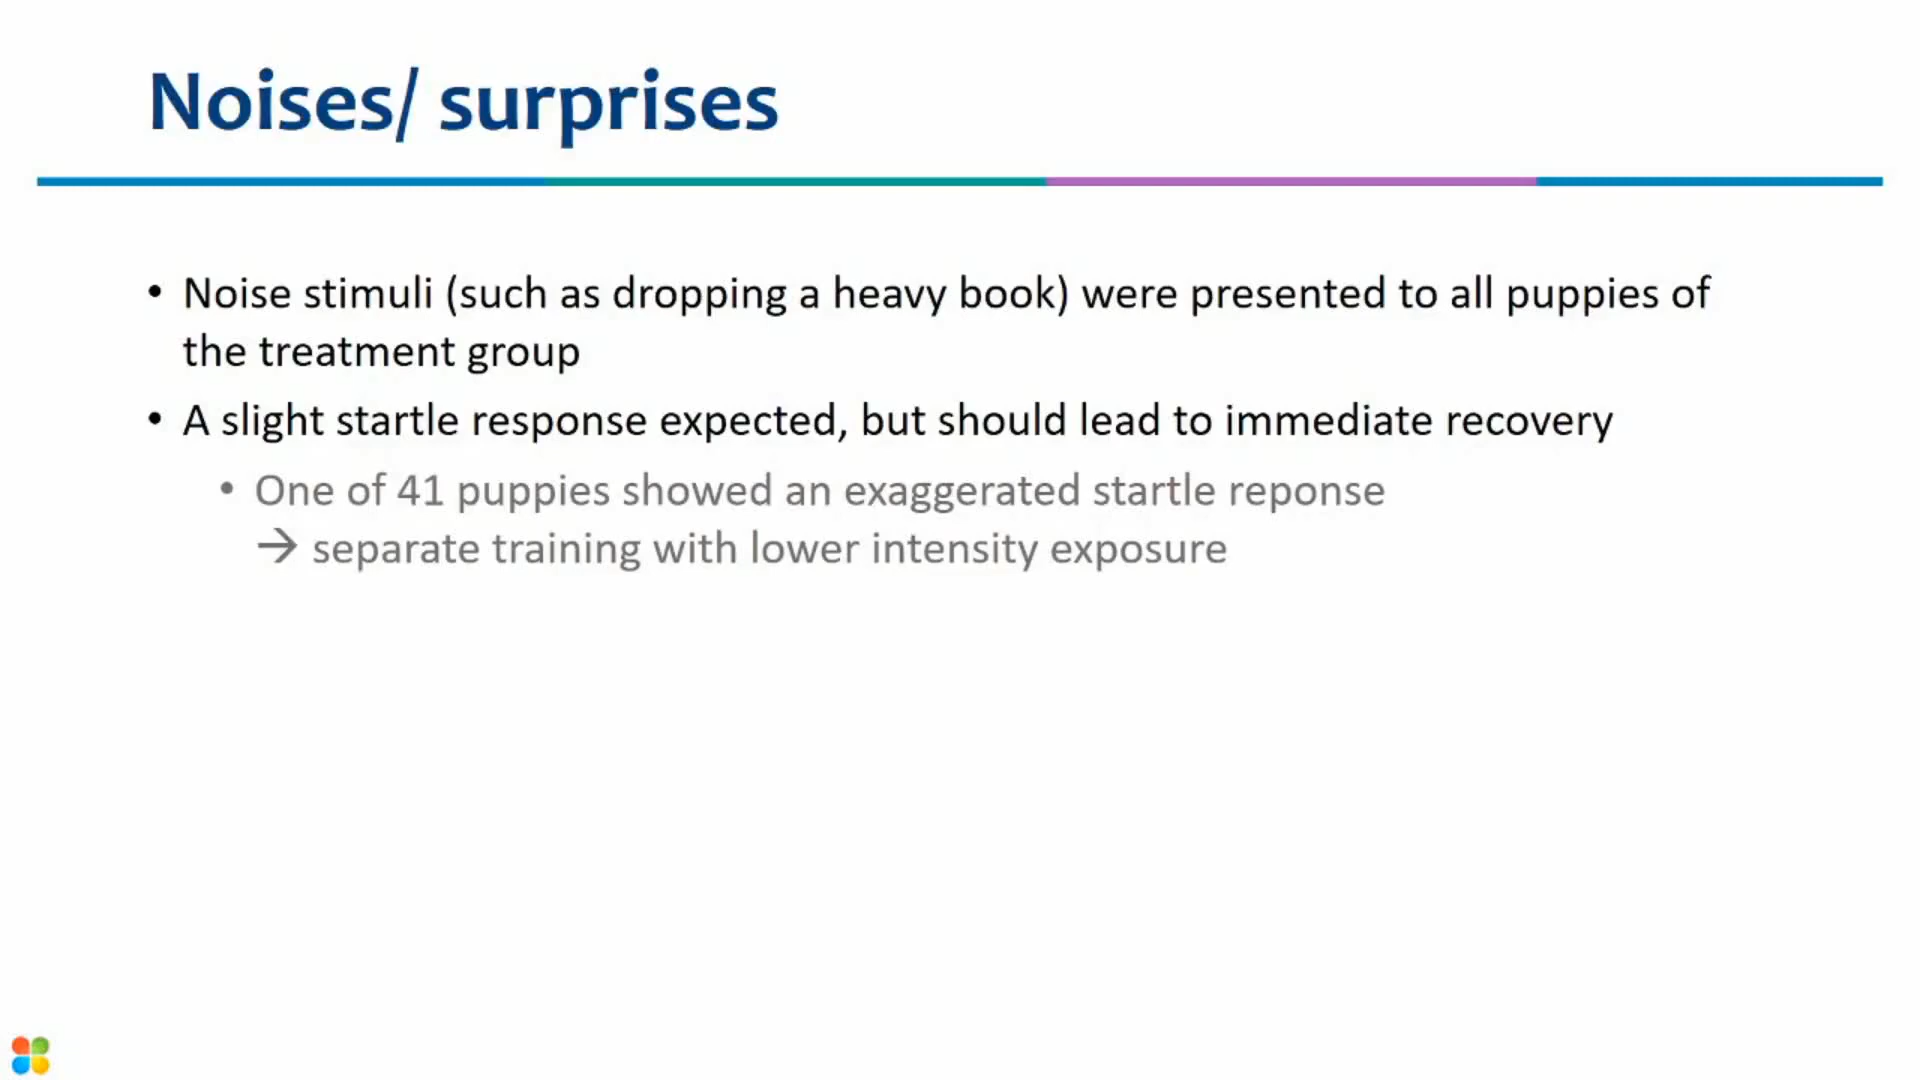 Noises/ surprises
• Noise stimuli (such as dropping a heavy book) were presented to all puppies of
the treatment group
• A slight startle response expected, but should lead to immediate recovery
• One of 41 puppies showed an exaggerated startle reponse
→ separate training with lower intensity exposure